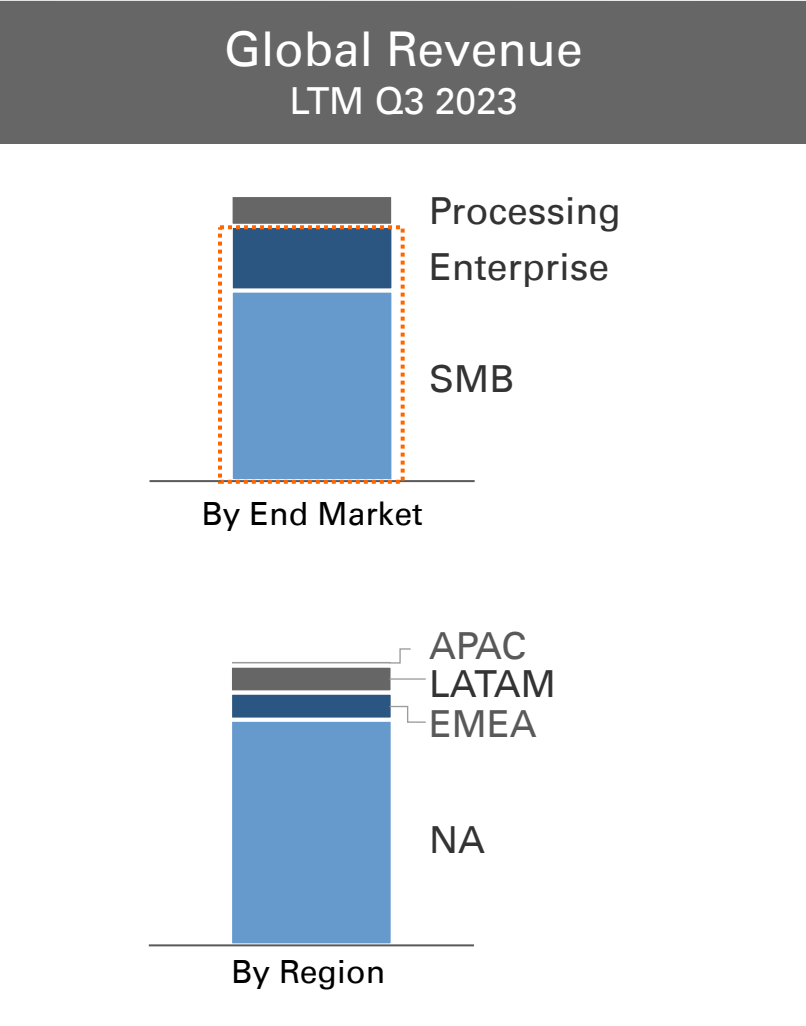 Global Revenue
LTM Q3 2023
Processing
Enterprise
SMB
By End Market
APAC
LATAM
EMEA
NA
By Region